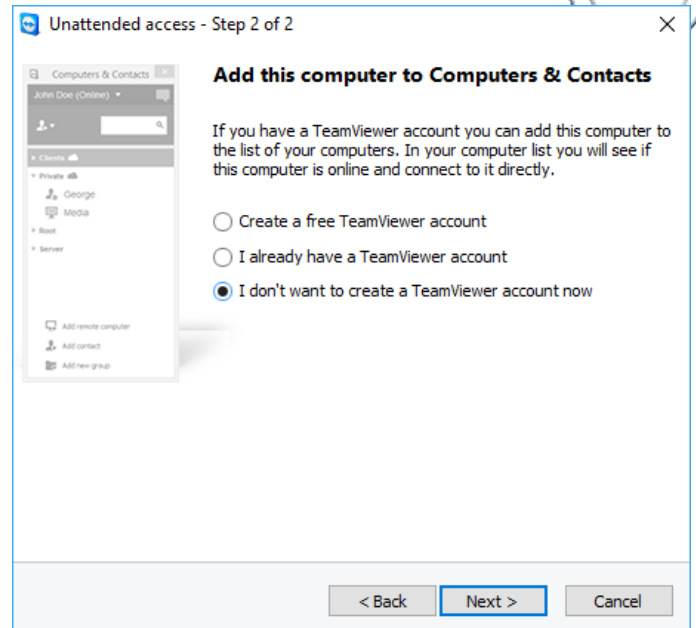 Unattended access - Step 2 of 2
Computers & Contacts
John Doe (Online)
Clients
Private
George
Media
Root
Server
Add remote computer
Add contact
Add new group
Add this computer to Computers & Contacts
If you have a TeamViewer account you can add this computer to
the list of your computers. In your computer list you will see if
this computer is online and connect to it directly.
Create a free TeamViewer account
I already have a TeamViewer account
I don't want to create a TeamViewer account now
< Back
Next >
Cancel